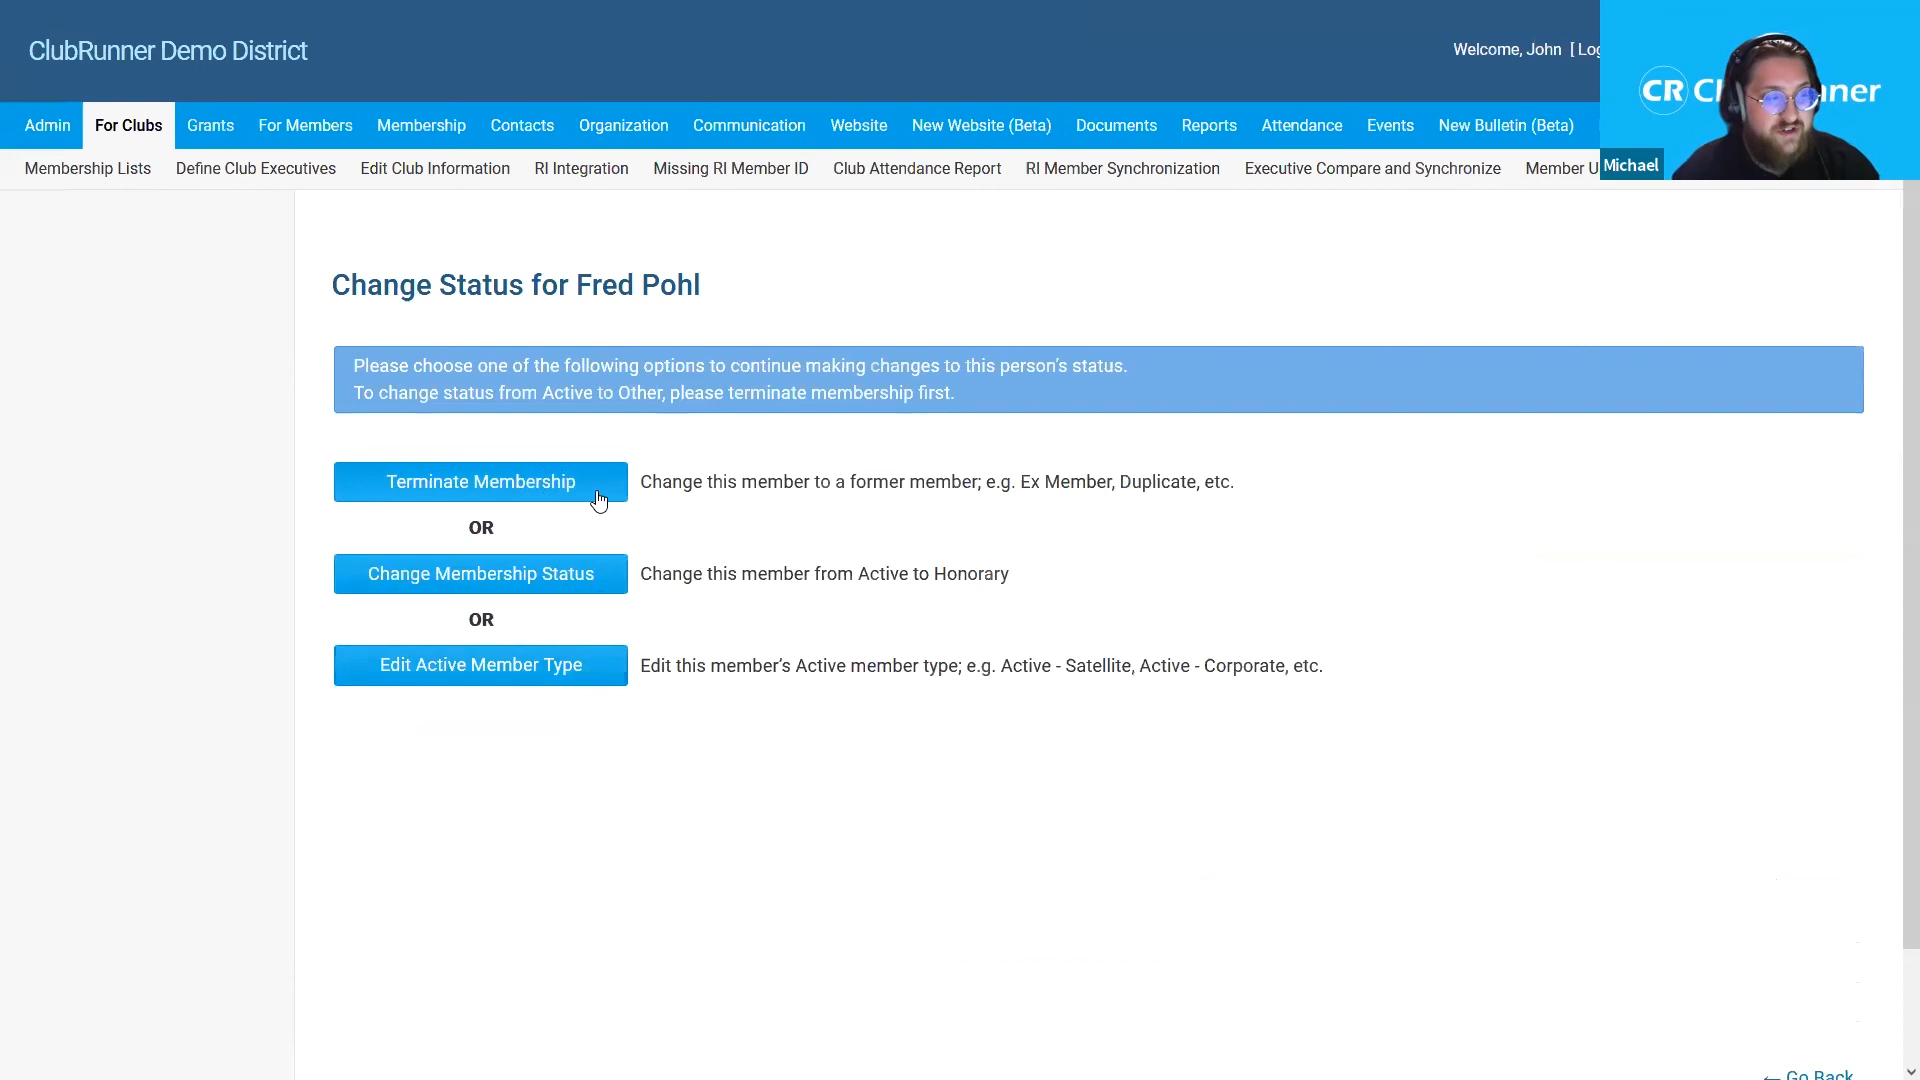 ClubRunner Demo District
Welcome, John [ Log
CR Cl nner
Admin For Clubs Grants For Members Membership Contacts Organization Communication Website New Website (Beta) Documents Reports Attendance Events New Bulletin (Beta)
Michael
Membership Lists Define Club Executives Edit Club Information RI Integration Missing RI Member ID Club Attendance Report RI Member Synchronization Executive Compare and Synchronize Member U
Change Status for Fred Pohl
Please choose one of the following options to continue making changes to this person's status.
To change status from Active to Other, please terminate membership first.
Terminate Membership Change this member to a former member; e.g. Ex Member, Duplicate, etc.
OR
Change Membership Status Change this member from Active to Honorary
OR
Edit Active Member Type Edit this member's Active member type; e.g. Active - Satellite, Active - Corporate, etc.
← Go Back